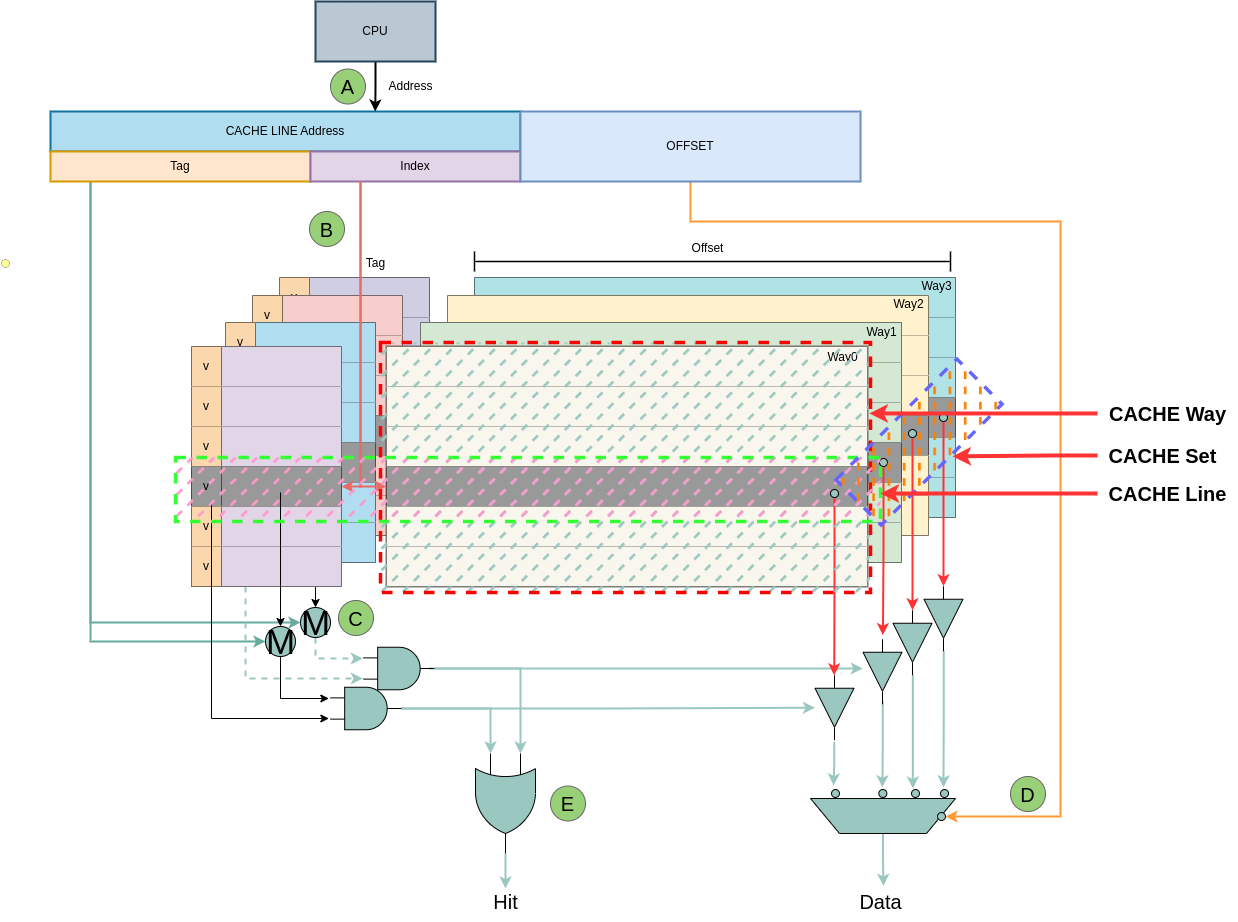 CPU
A
Address
CACHE LINE Address
OFFSET
Tag
Index
B
Offset
Tag
Way3
Way2
v
Way1
v
Way0
v
v
v
v
v
v
CACHE Way
CACHE Set
CACHE Line
C
M
M
D
E
Hit
Data